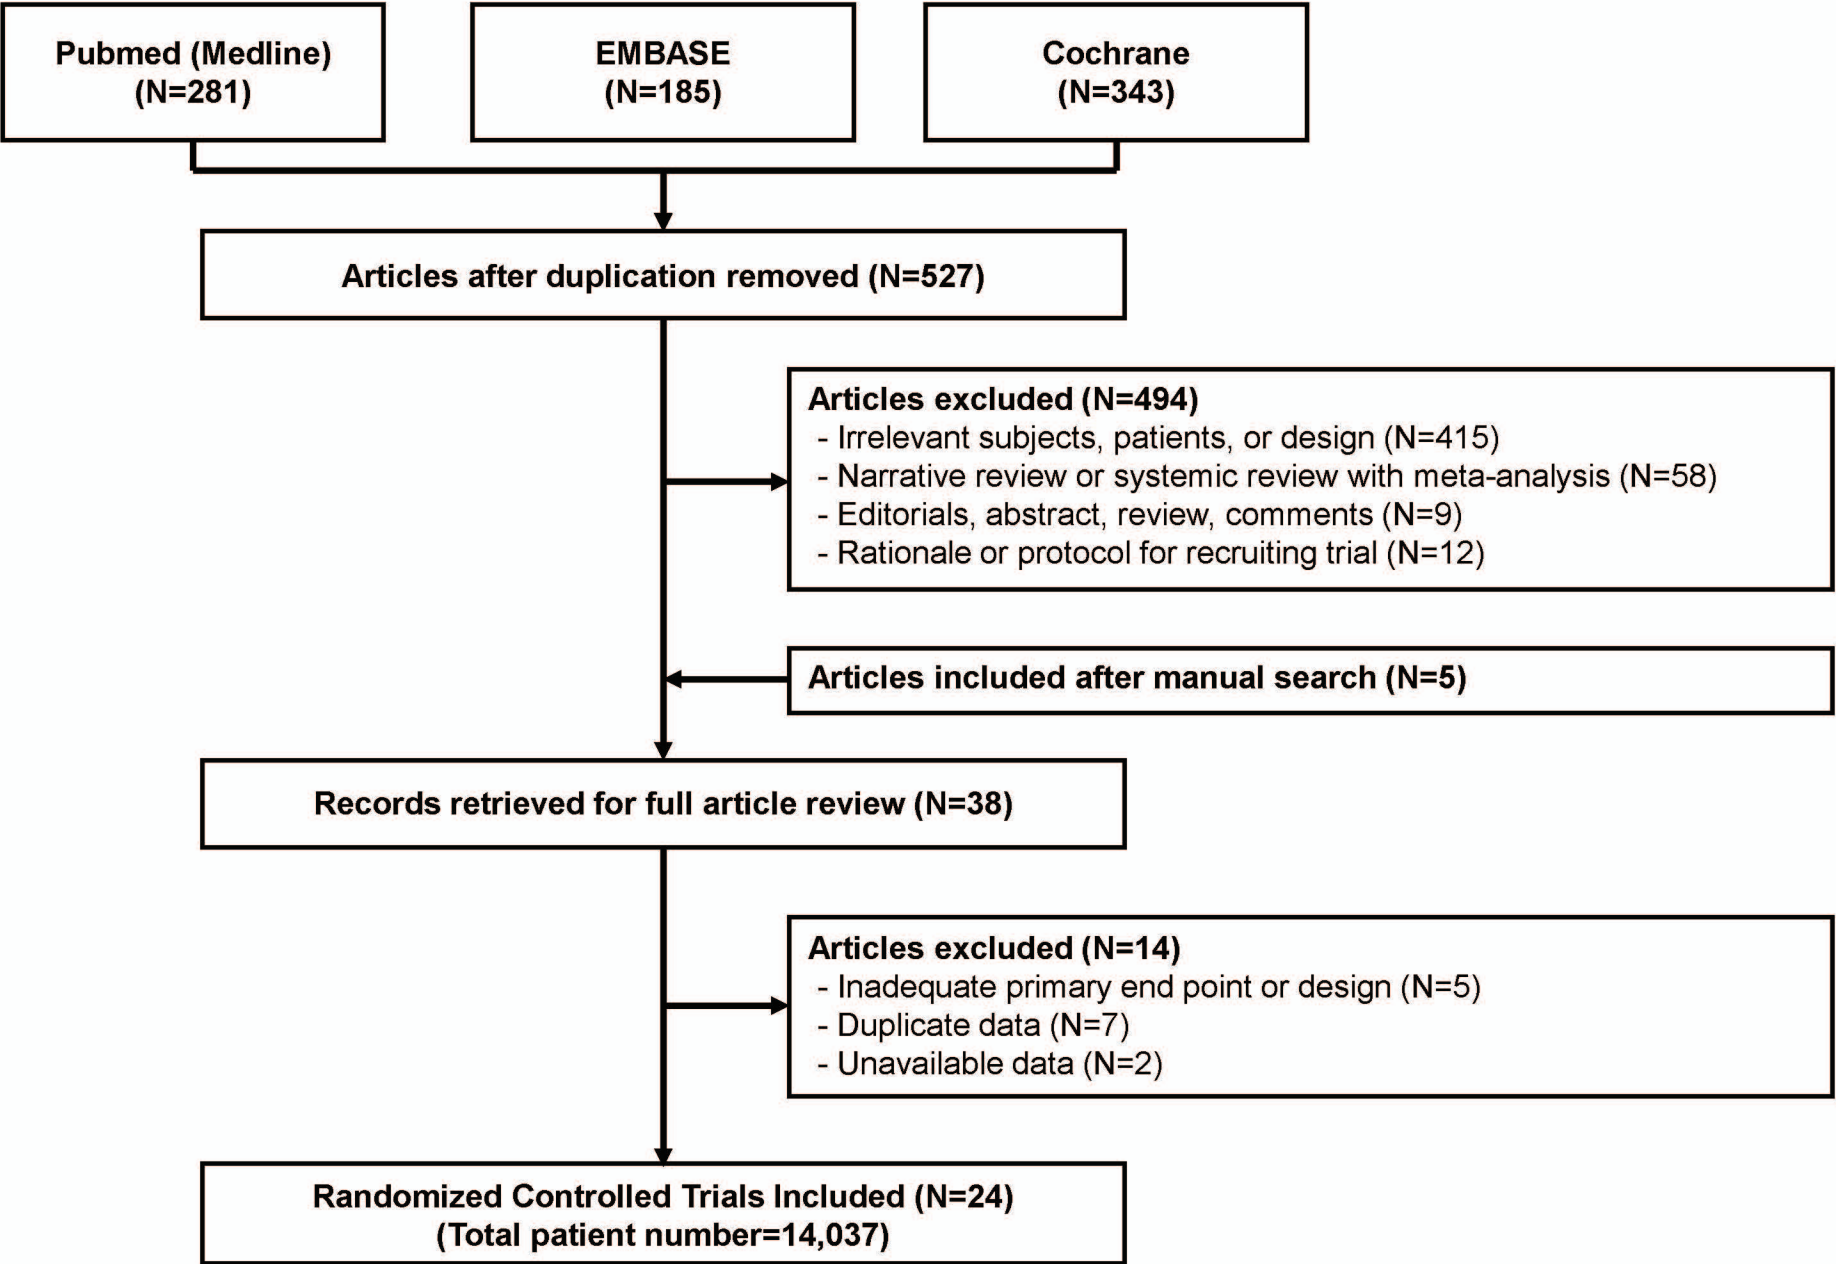 Pubmed (Medline)
(N=281)
EMBASE
(N=185)
Cochrane
(N=343)
Articles after duplication removed (N=527)
Articles excluded (N=494)
- Irrelevant subjects, patients, or design (N=415)
- Narrative review or systemic review with meta-analysis (N=58)
- Editorials, abstract, review, comments (N=9)
- Rationale or protocol for recruiting trial (N=12)
Articles included after manual search (N=5)
Records retrieved for full article review (N=38)
Articles excluded (N=14)
- Inadequate primary end point or design (N=5)
- Duplicate data (N=7)
- Unavailable data (N=2)
Randomized Controlled Trials Included (N=24)
(Total patient number=14,037)